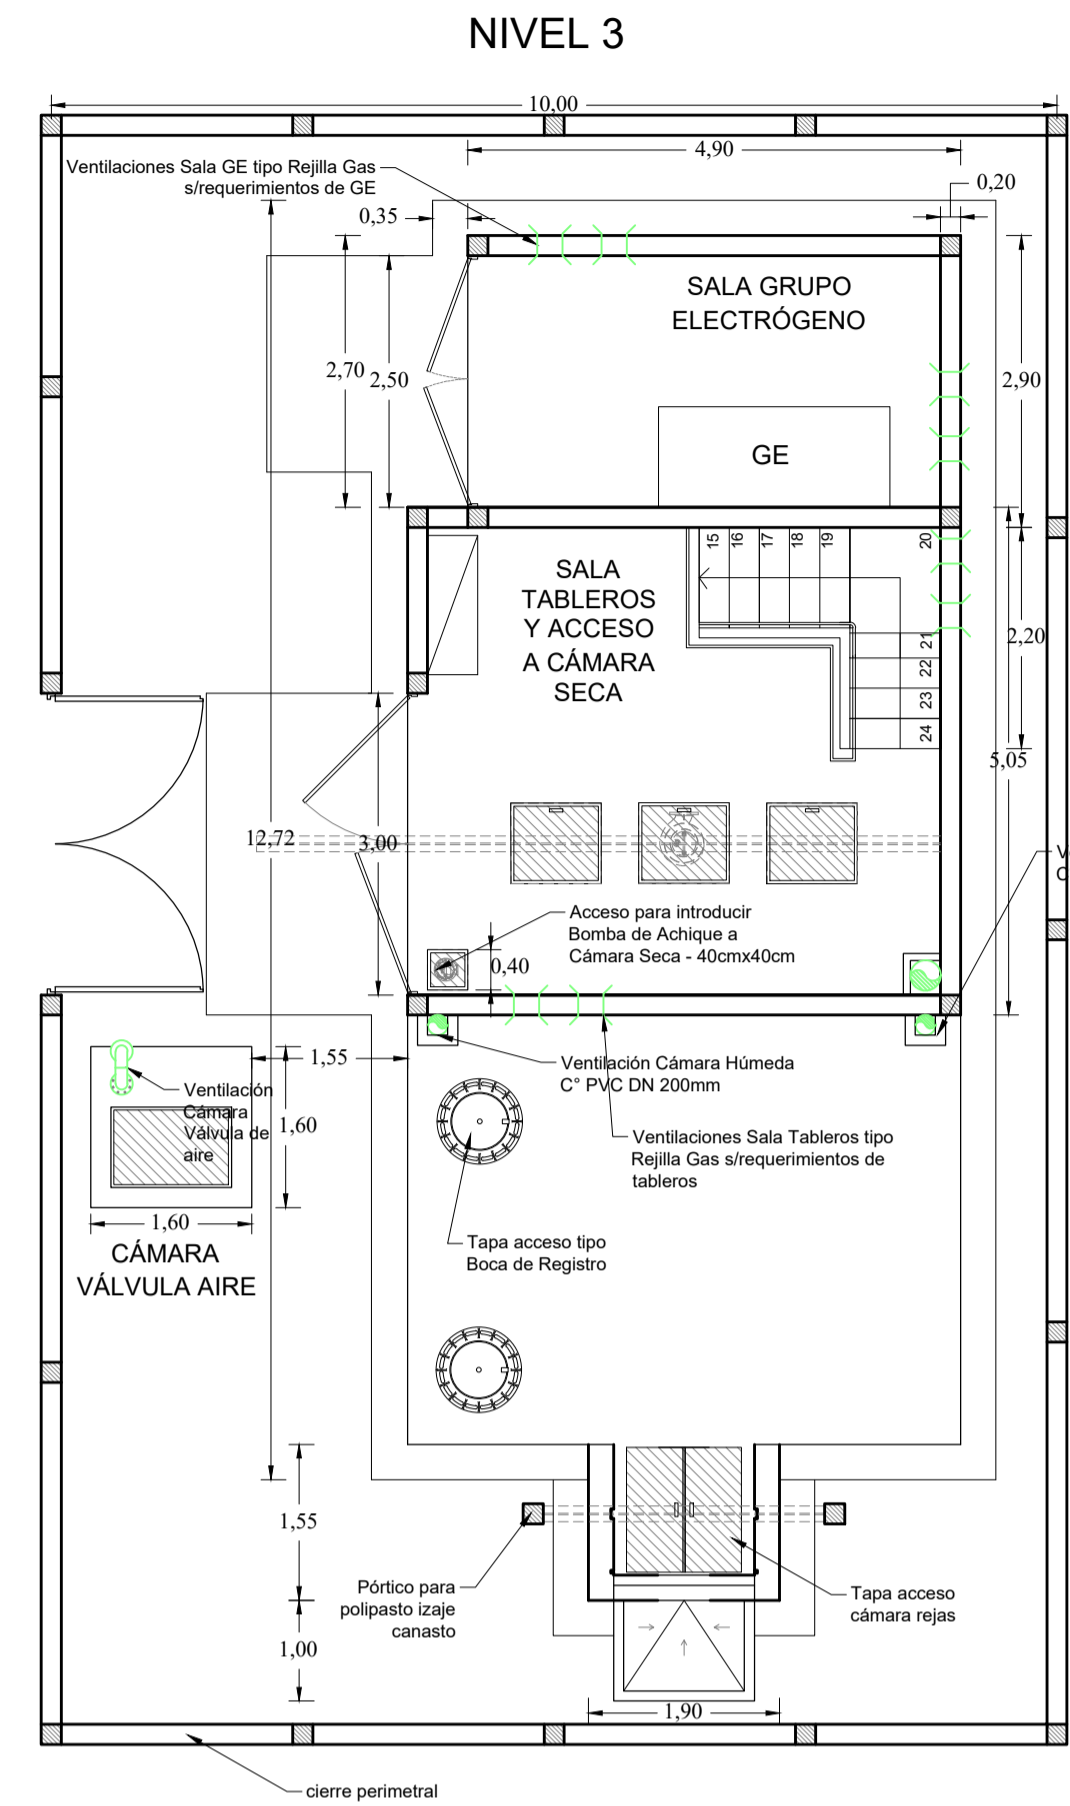 NIVEL 3
10,00
4,90
Ventilaciones Sala GE tipo Rejilla Gas
s/requerimientos de GE
0,20
0,35
SALA GRUPO
ELECTRÓGENO
2,70
2,50
2,90
GE
15
16
17
18
19
20
SALA
TABLEROS
Y ACCESO
A CÁMARA
SECA
21
22
23
24
2,20
5,05
12,72
3,00
V
C
Acceso para introducir
Bomba de Achique a
Cámara Seca - 40cmx40cm
0,40
1,55
Ventilación Cámara Húmeda
C° PVC DN 200mm
Ventilación
Cámara
Válvula de
aire
1,60
1,60
Ventilaciones Sala Tableros tipo
Rejilla Gas s/requerimientos de
tableros
CÁMARA
VÁLVULA AIRE
Tapa acceso tipo
Boca de Registro
1,55
Pórtico para
polipasto izaje
canasto
Tapa acceso
cámara rejas
1,00
1,90
cierre perimetral